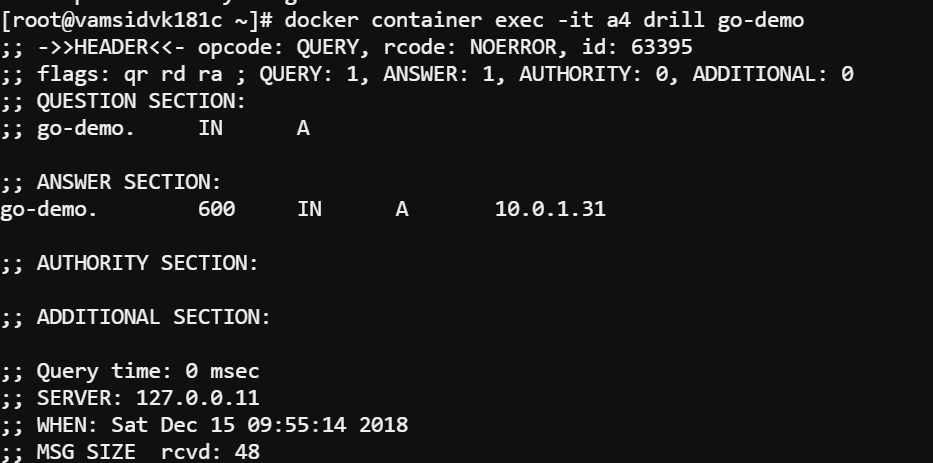 [root@vamsidvk181c ~]# docker container exec -it a4 drill go-demo
;; ->>HEADER<<- opcode: QUERY, rcode: NOERROR, id: 63395
;; flags: qr rd ra ; QUERY: 1, ANSWER: 1, AUTHORITY: 0, ADDITIONAL: 0
;; QUESTION SECTION:
;; go-demo.     IN      A

;; ANSWER SECTION:
go-demo.        600     IN      A       10.0.1.31

;; AUTHORITY SECTION:

;; ADDITIONAL SECTION:

;; Query time: 0 msec
;; SERVER: 127.0.0.11
;; WHEN: Sat Dec 15 09:55:14 2018
;; MSG SIZE  rcvd: 48